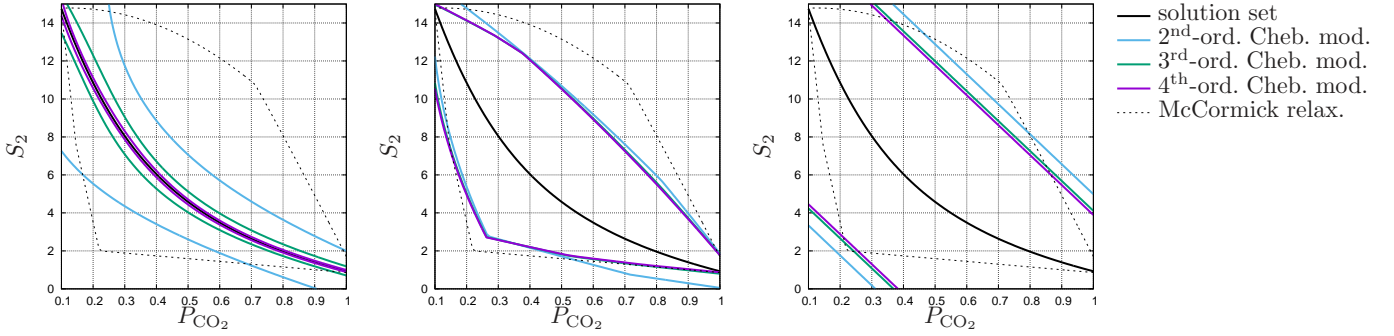 14
12
10
8
6
4
2
0
S₂
0.1 0.2 0.3 0.4 0.5 0.6 0.7 0.8 0.9 1
P_CO₂
14
12
10
8
6
4
2
0
S₂
0.1 0.2 0.3 0.4 0.5 0.6 0.7 0.8 0.9 1
P_CO₂
14
12
10
8
6
4
2
0
S₂
0.1 0.2 0.3 0.4 0.5 0.6 0.7 0.8 0.9 1
P_CO₂
solution set
2ⁿᵈ-ord. Cheb. mod.
3ʳᵈ-ord. Cheb. mod.
4ᵗʰ-ord. Cheb. mod.
McCormick relax.